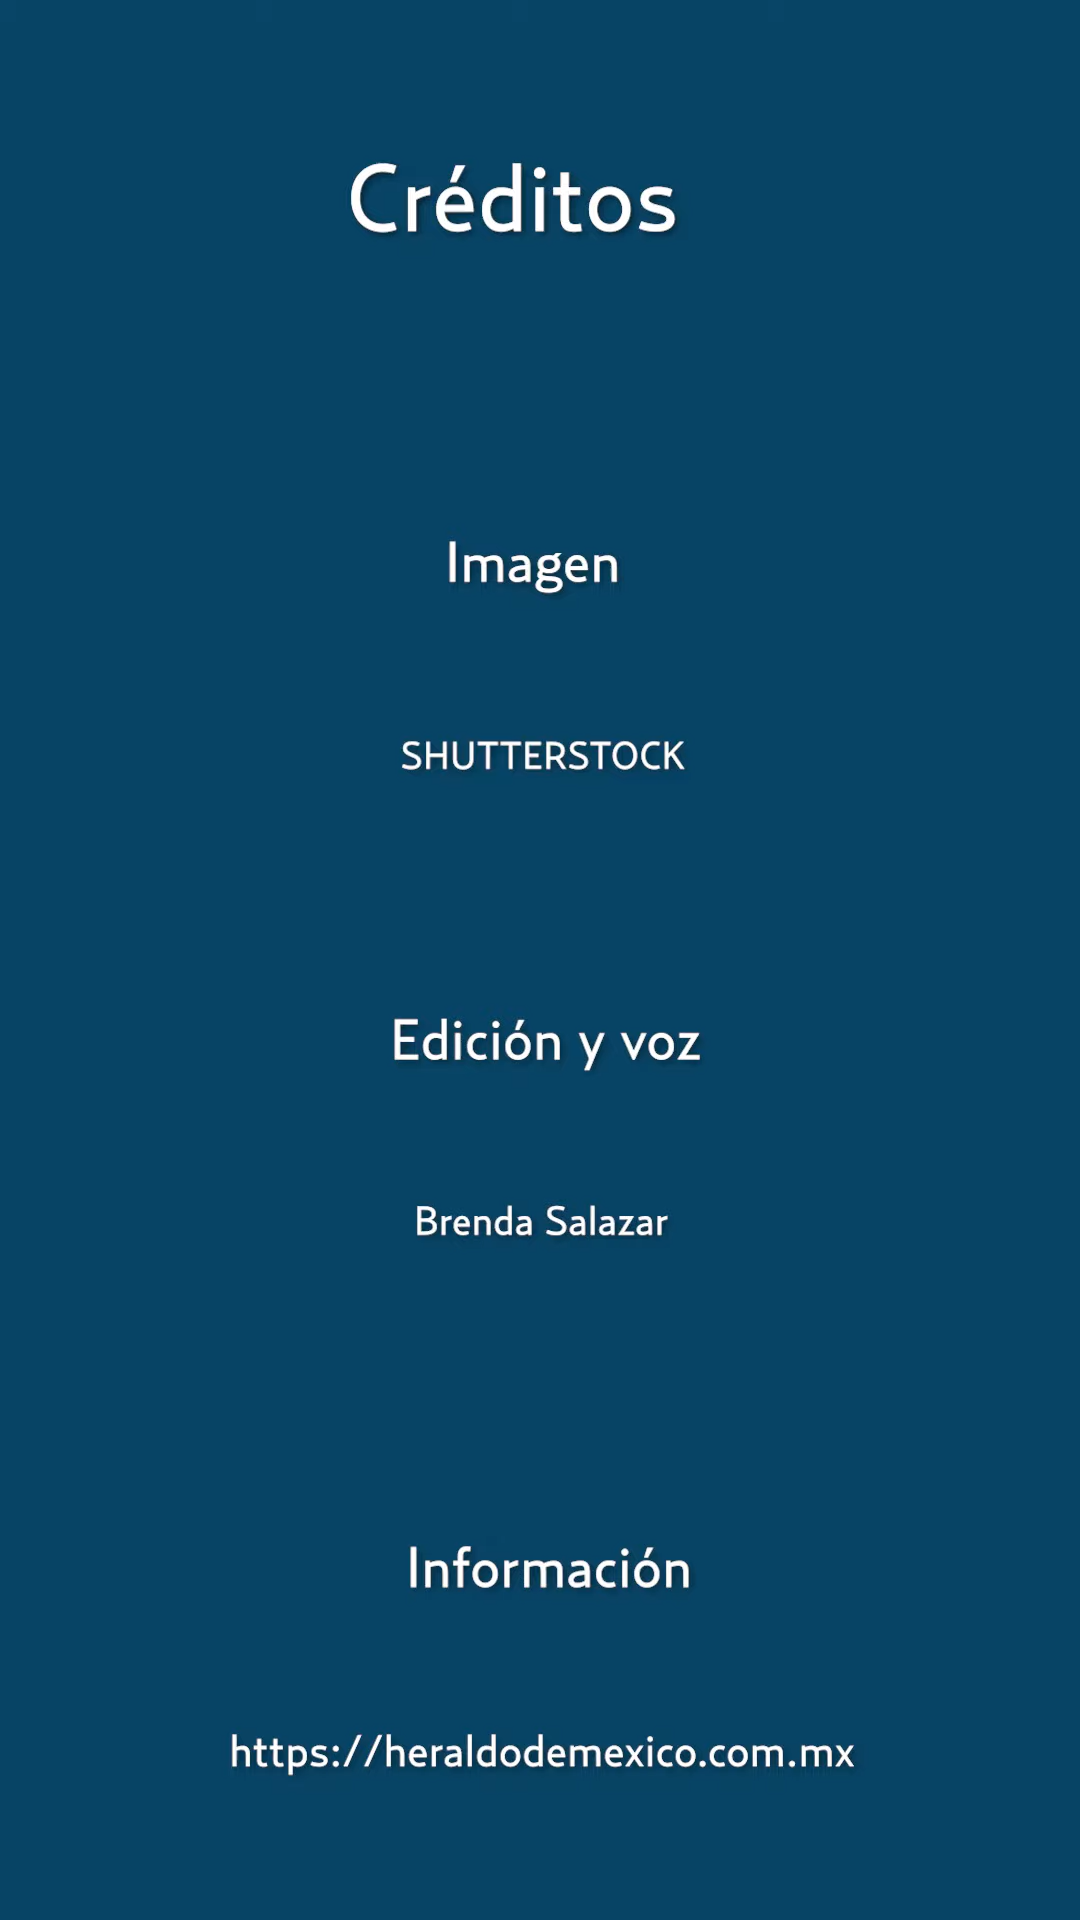 Créditos
Imagen
SHUTTERSTOCK
Edición y voz
Brenda Salazar
Información
https://heraldodemexico.com.mx